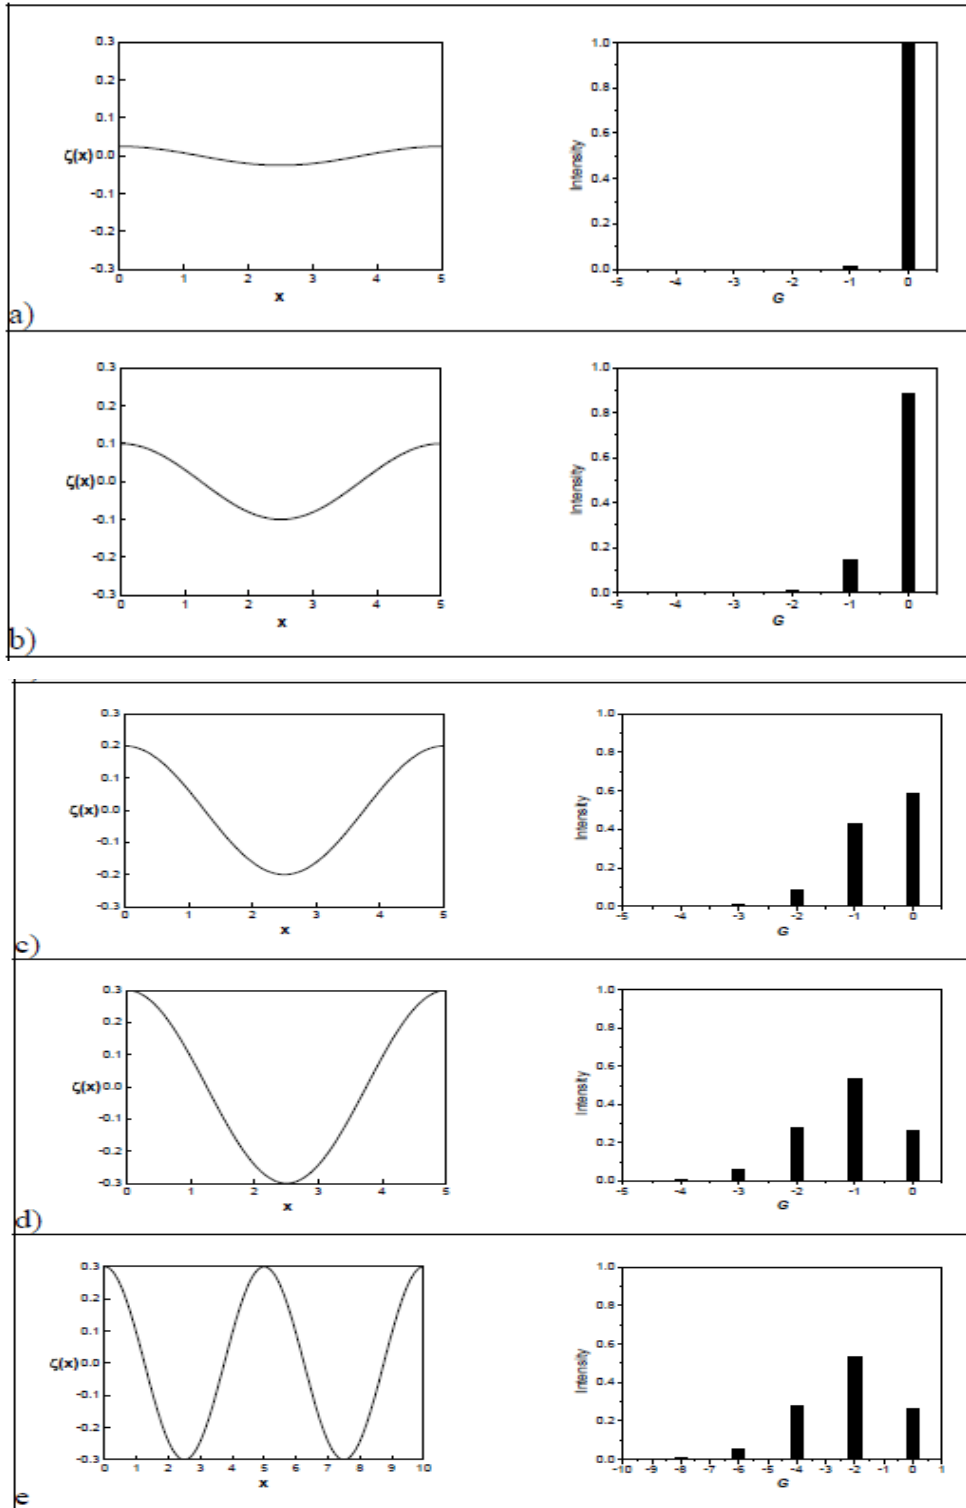 0.3
0.2
0.1
ζ(x) 0.0
-0.1
-0.2
-0.3
0 1 2 3 4 5
x
1.0
0.8
0.6
0.4
0.2
0.0
Intensity
-5 -4 -3 -2 -1 0
G
a)
0.3
0.2
0.1
ζ(x) 0.0
-0.1
-0.2
-0.3
0 1 2 3 4 5
x
1.0
0.8
0.6
0.4
0.2
0.0
Intensity
-5 -4 -3 -2 -1 0
G
b)
0.3
0.2
0.1
ζ(x) 0.0
-0.1
-0.2
-0.3
0 1 2 3 4 5
x
1.0
0.8
0.6
0.4
0.2
0.0
Intensity
-5 -4 -3 -2 -1 0
G
c)
0.3
0.2
0.1
ζ(x) 0.0
-0.1
-0.2
-0.3
0 1 2 3 4 5
x
1.0
0.8
0.6
0.4
0.2
0.0
Intensity
-5 -4 -3 -2 -1 0
G
d)
0.3
0.2
0.1
ζ(x) 0.0
-0.1
-0.2
-0.3
0 1 2 3 4 5 6 7 8 9 10
x
1.0
0.8
0.6
0.4
0.2
0.0
Intensity
-10 -9 -8 -7 -6 -5 -4 -3 -2 -1 0 1
G
e